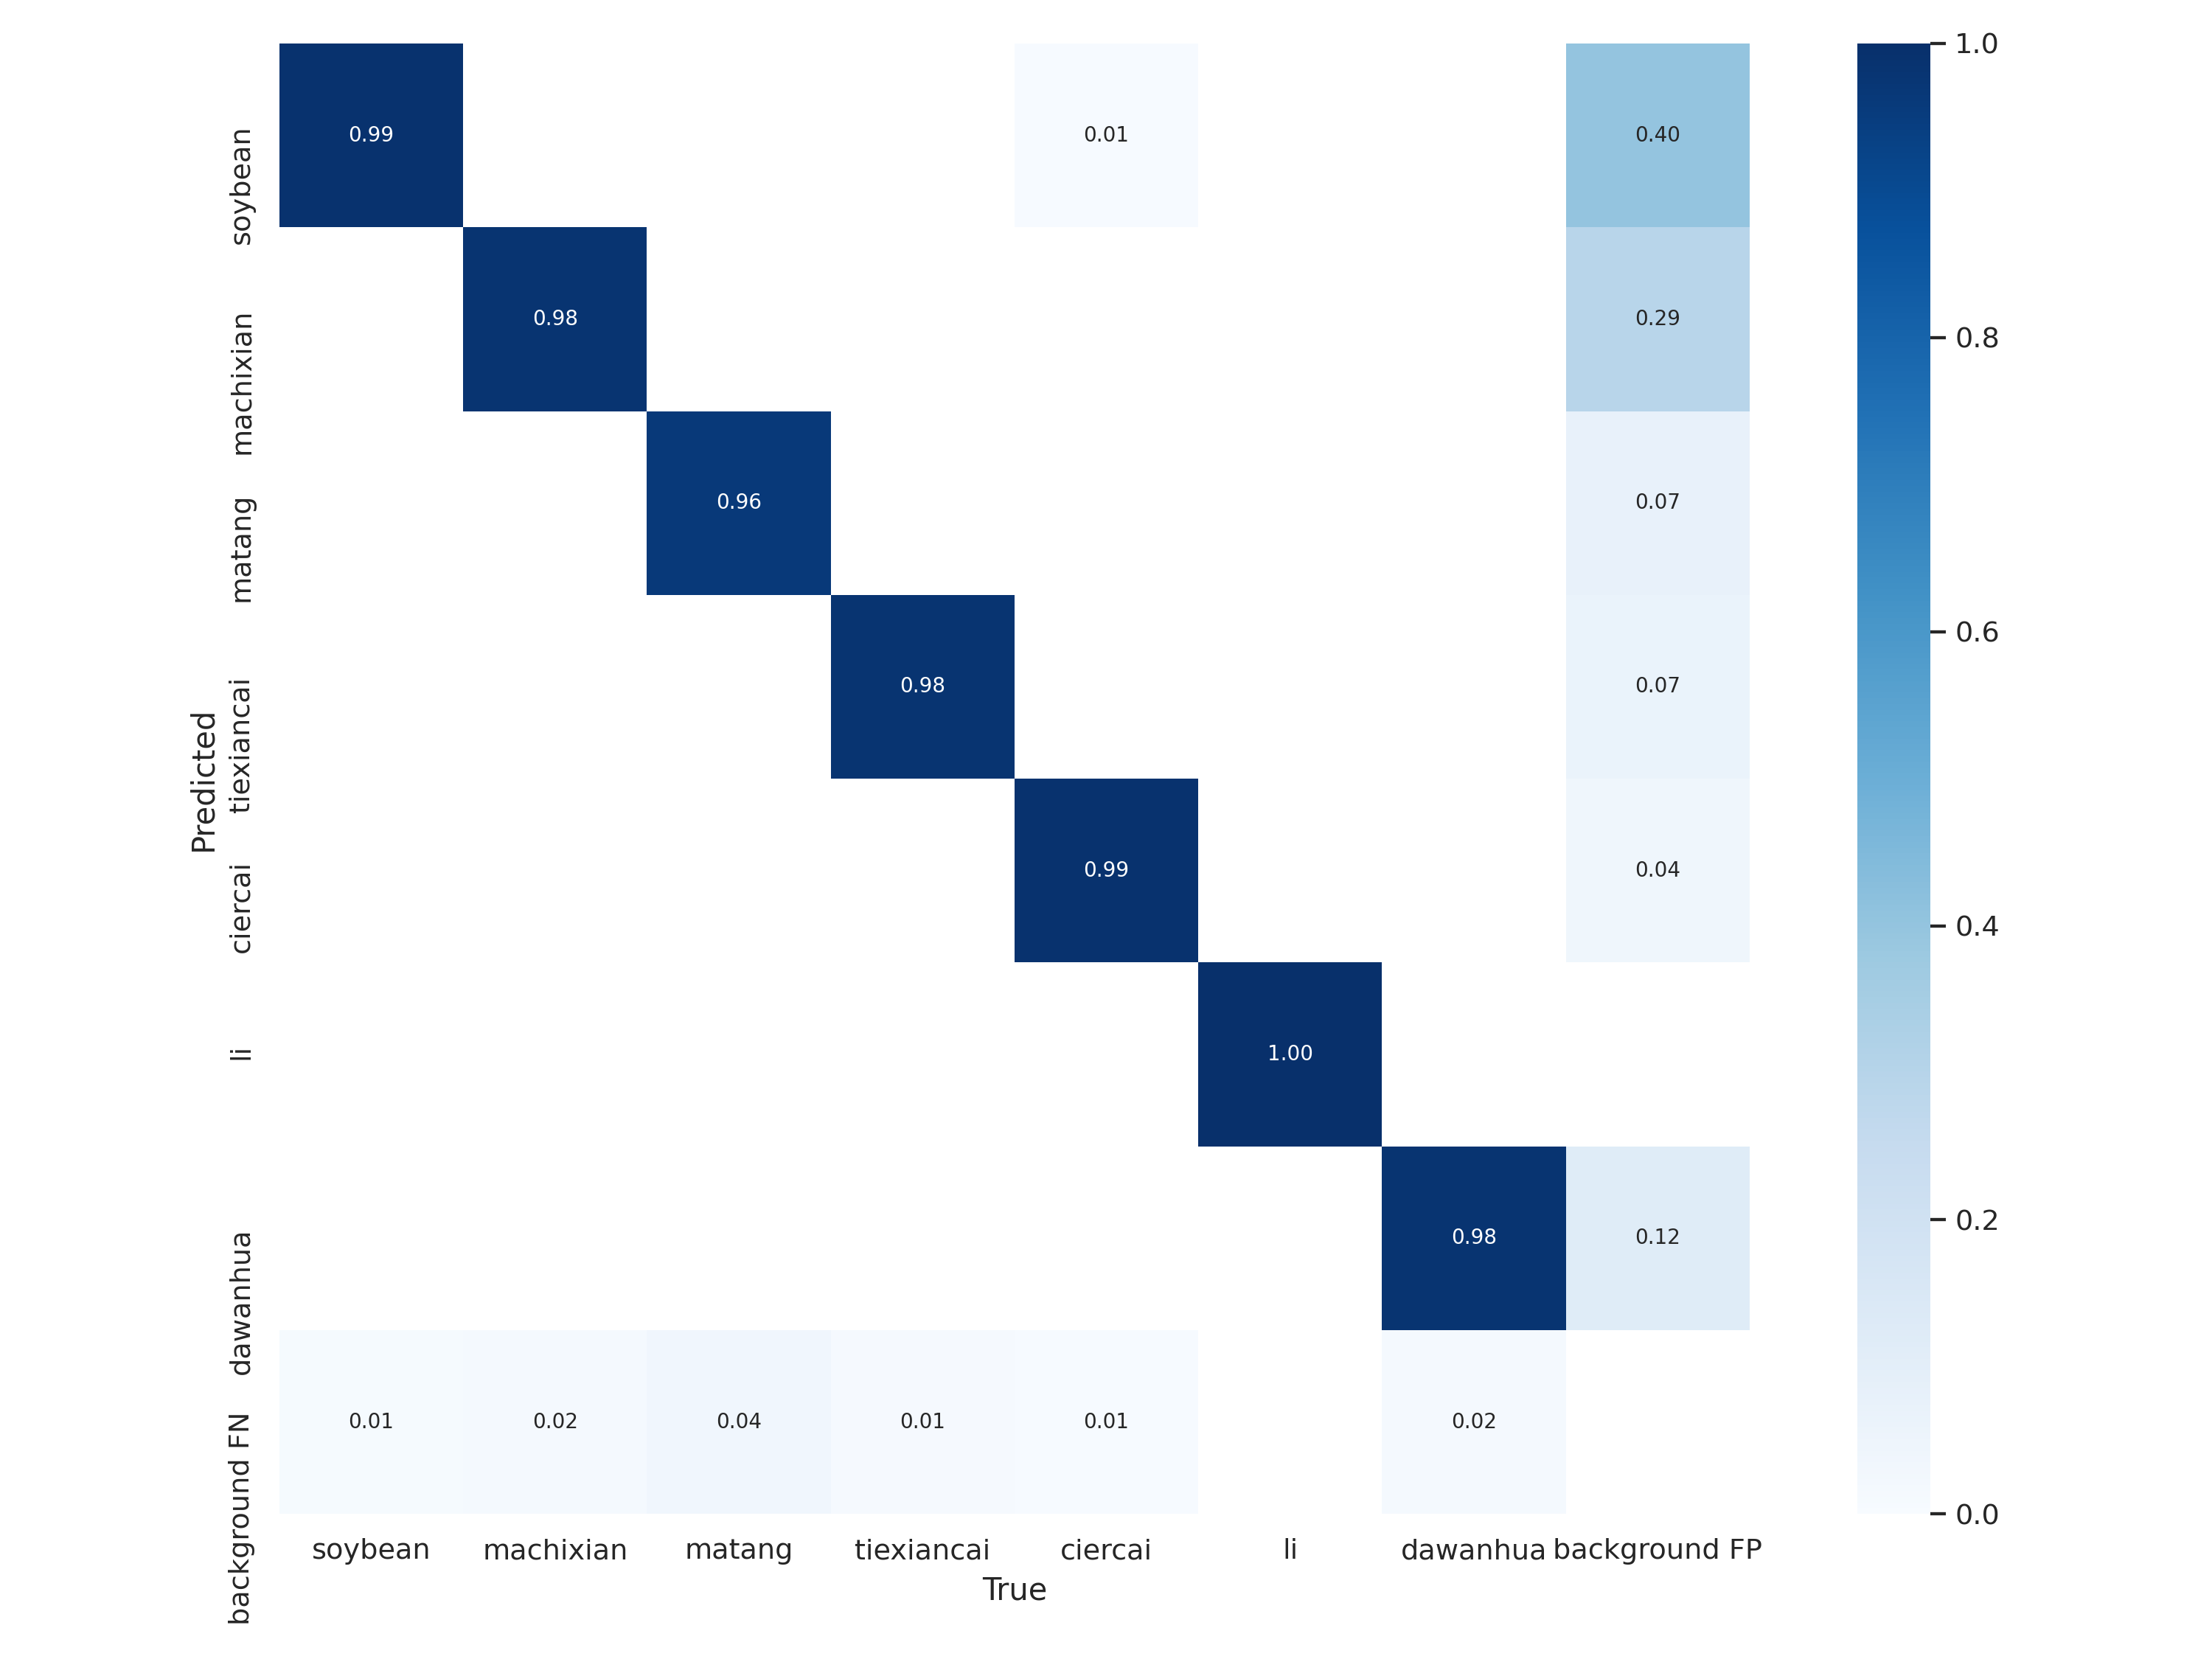 Predicted
soybean
machixian
matang
tiexiancai
ciercai
li
dawanhua
background FN
0.99
0.01
0.40
0.98
0.29
0.96
0.07
0.98
0.07
0.99
0.04
1.00
0.98
0.12
0.01
0.02
0.04
0.01
0.01
0.02
soybean
machixian
matang
tiexiancai
ciercai
li
dawanhua
background FP
True
1.0
0.8
0.6
0.4
0.2
0.0